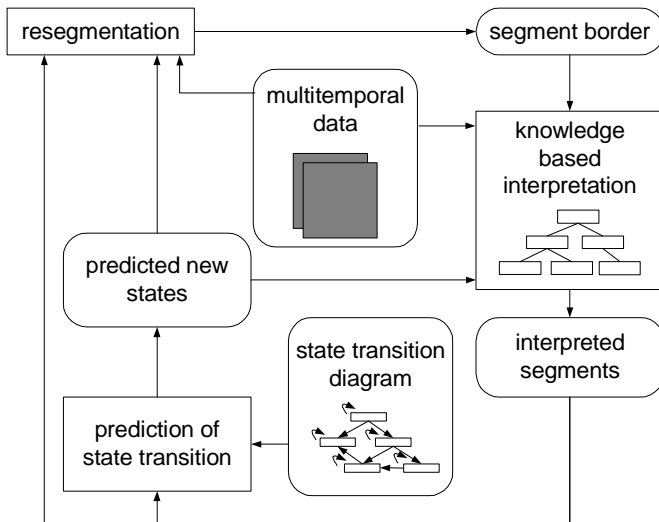 resegmentation
segment border
multitemporal
data
knowledge
based
interpretation
predicted new
states
state transition
diagram
interpreted
segments
prediction of
state transition